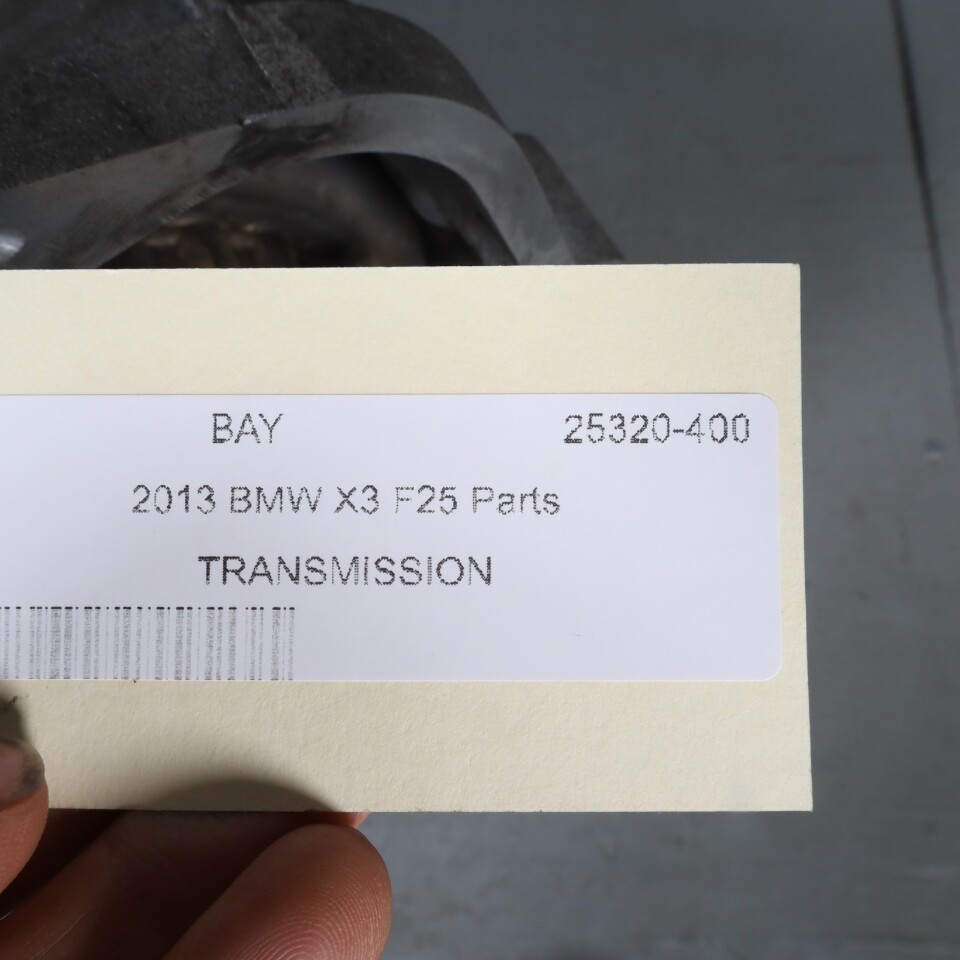 BAY 25320-400
2013 BMW X3 F25 Parts
TRANSMISSION